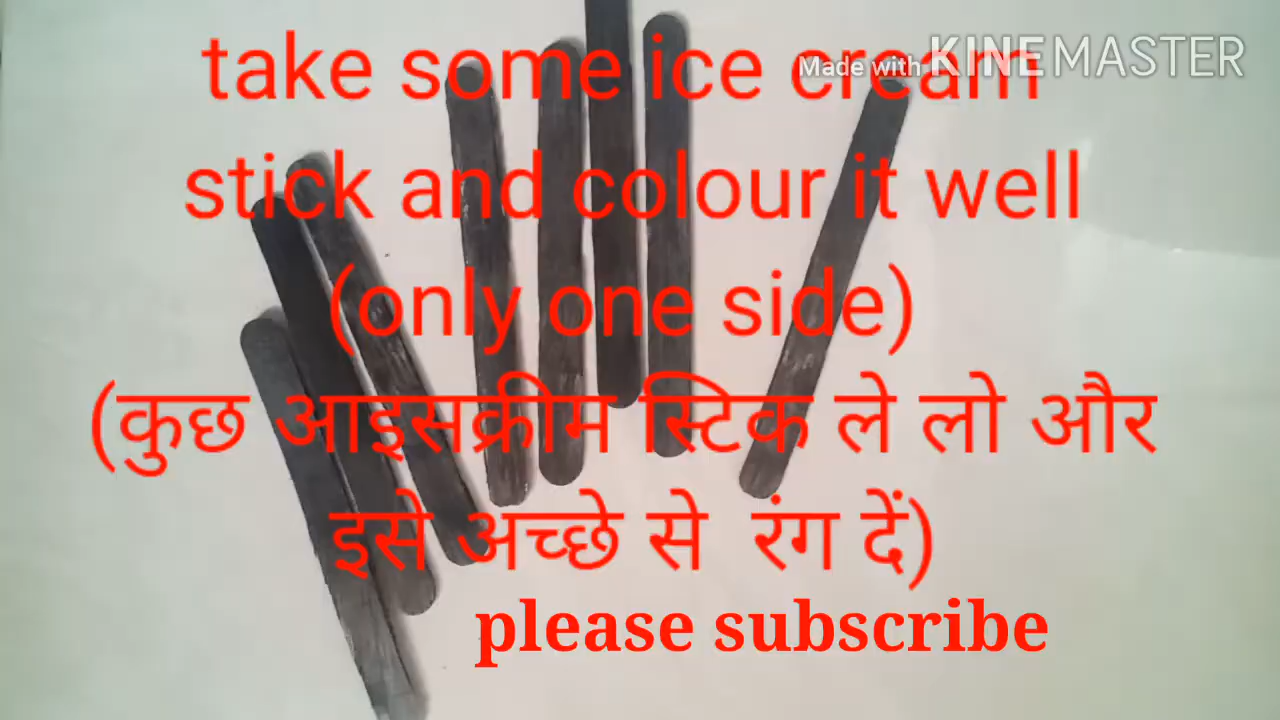 Made with KINEMASTER
take some ice cream
stick and colour it well
(only one side)
(कुछ आइसक्रीम स्टिक ले लो और
इसे अच्छे से रंग दें)
please subscribe